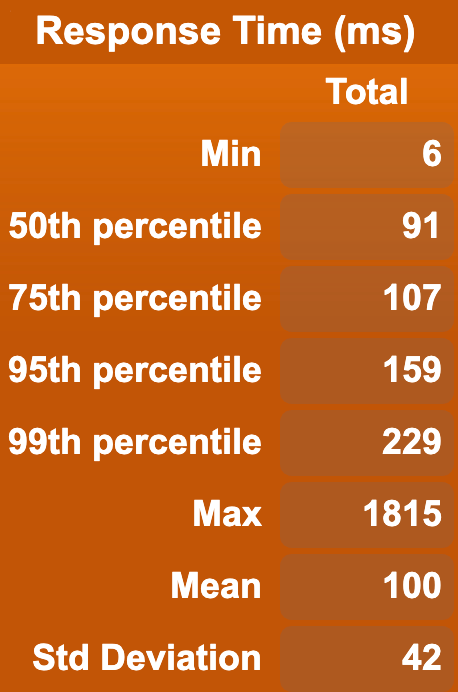 Response Time (ms)
Total
Min 6
50th percentile 91
75th percentile 107
95th percentile 159
99th percentile 229
Max 1815
Mean 100
Std Deviation 42